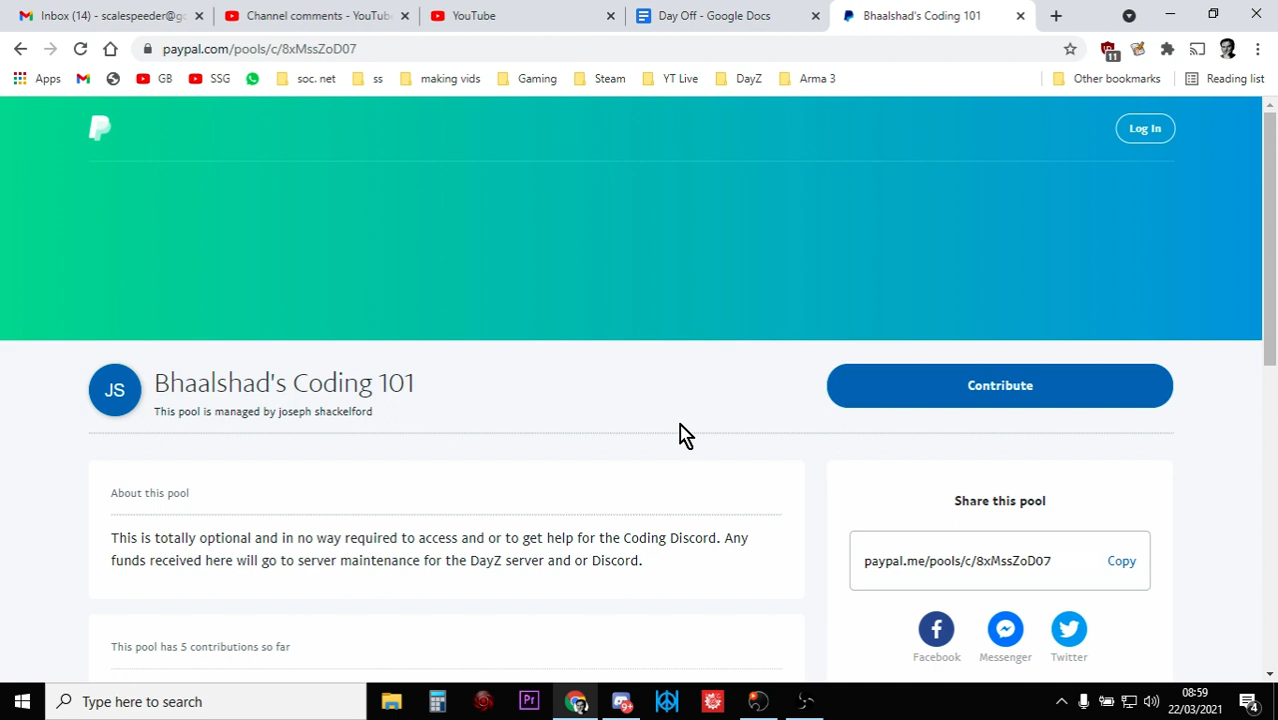 Inbox (14) - scalespeeder@gc
Channel comments - YouTub
YouTube
Day Off - Google Docs
Bhaalshad's Coding 101
paypal.com/pools/c/8xMssZoD07
11
Apps
GB
SSG
soc. net
ss
making vids
Gaming
Steam
YT Live
DayZ
Arma 3
Other bookmarks
Reading list
Log In
JS
Bhaalshad's Coding 101
This pool is managed by joseph shackelford
Contribute
About this pool
This is totally optional and in no way required to access and or to get help for the Coding Discord. Any
funds received here will go to server maintenance for the DayZ server and or Discord.
Share this pool
paypal.me/pools/c/8xMssZoD07 Copy
Facebook
Messenger
Twitter
This pool has 5 contributions so far
Type here to search
Pr
9+
08:59
22/03/2021
4